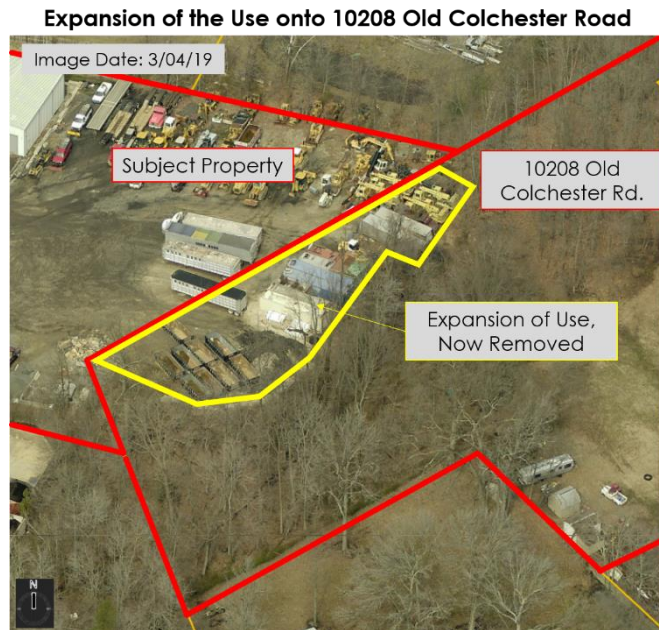 Expansion of the Use onto 10208 Old Colchester Road
Image Date: 3/04/19
Subject Property
10208 Old
Colchester Rd.
Expansion of Use,
Now Removed
N